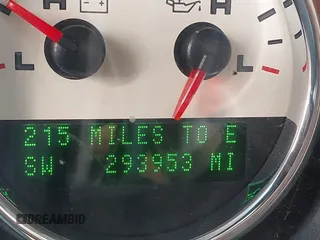 H H
L L
215 MILES TO E
SW 293953 MI
DREAMBID